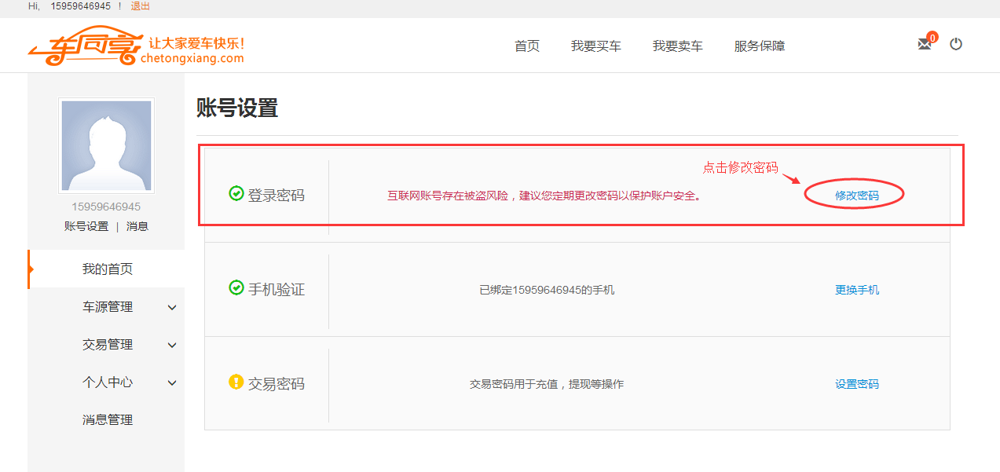 Hi, 15959646945 ！ 退出
车同享 让大家爱车快乐！
chetongxiang.com
首页 我要买车 我要卖车 服务保障
0
账号设置
15959646945
账号设置 | 消息
我的首页
车源管理
交易管理
个人中心
消息管理
点击修改密码
登录密码 互联网账号存在被盗风险，建议您定期更改密码以保护账户安全。 修改密码
手机验证 已绑定15959646945的手机 更换手机
交易密码 交易密码用于充值，提现等操作 设置密码